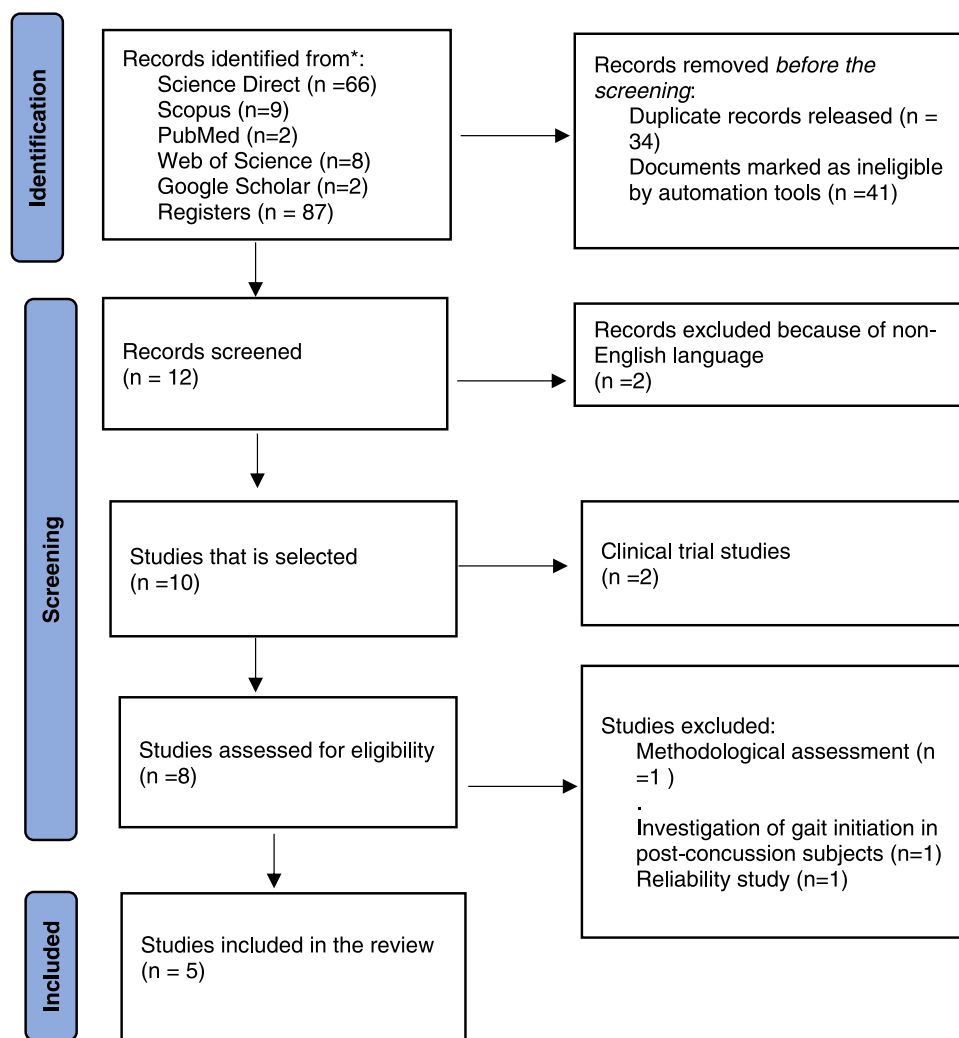 Identification
Records identified from*:
Science Direct (n =66)
Scopus (n=9)
PubMed (n=2)
Web of Science (n=8)
Google Scholar (n=2)
Registers (n = 87)
Records removed before the
screening:
Duplicate records released (n =
34)
Documents marked as ineligible
by automation tools (n =41)
Screening
Records screened
(n = 12)
Records excluded because of non-
English language
(n =2)
Studies that is selected
(n =10)
Clinical trial studies
(n =2)
Studies assessed for eligibility
(n =8)
Studies excluded:
Methodological assessment (n
=1 )
.
Investigation of gait initiation in
post-concussion subjects (n=1)
Reliability study (n=1)
Included
Studies included in the review
(n = 5)